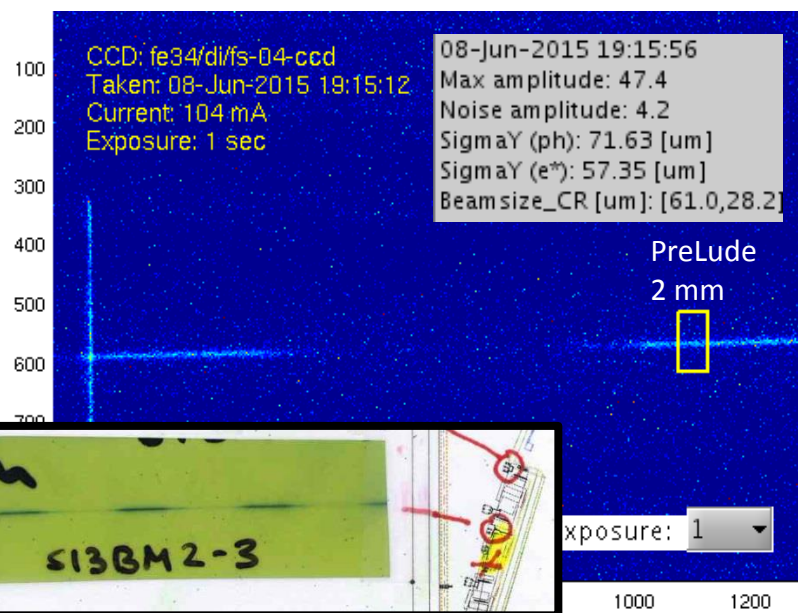 CCD: fe34/di/fs-04-ccd
Taken: 08-Jun-2015 19:15:12
Current: 104 mA
Exposure: 1 sec
08-Jun-2015 19:15:56
Max amplitude: 47.4
Noise amplitude: 4.2
SigmaY (ph): 71.63 [um]
SigmaY (e*): 57.35 [um]
Beamsize_CR [um]: [61.0,28.2]
100
200
300
400
500
600
700
PreLude
2 mm
S13BM2-3
xposure: 1
1000
1200